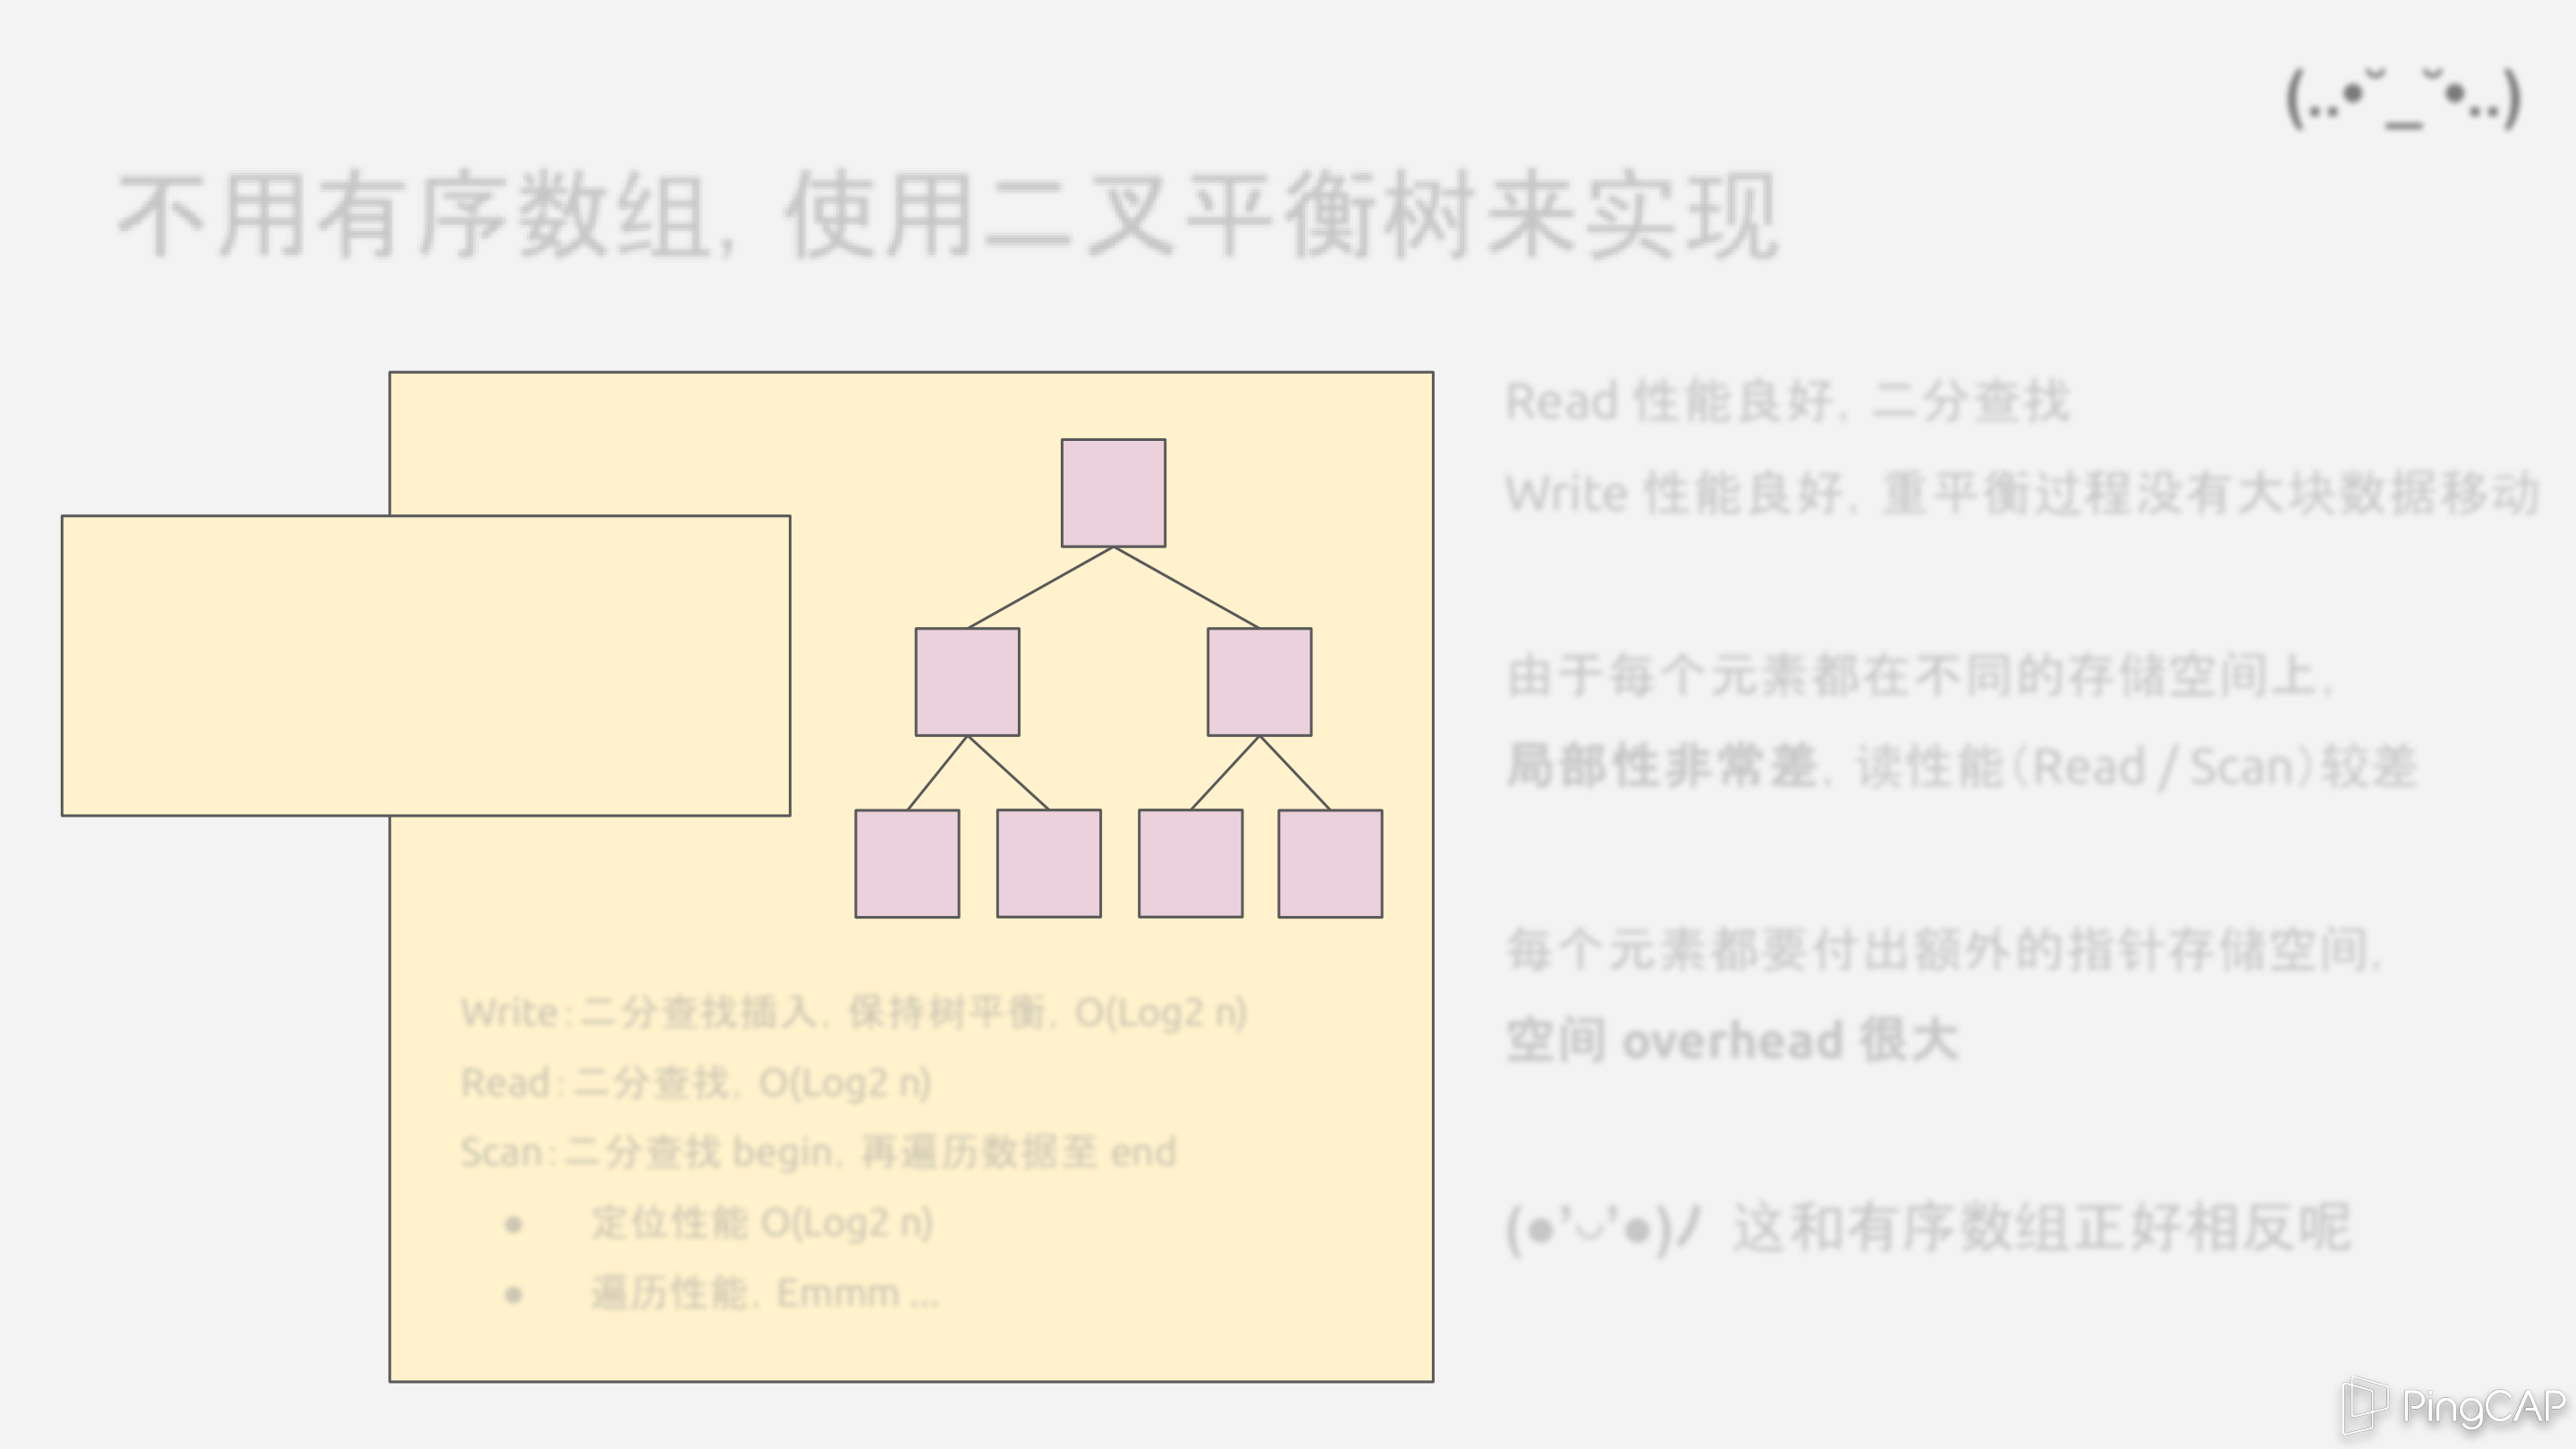 (..•˘_˘•..)
不用有序数组，使用二叉平衡树来实现
Write：二分查找插入，保持树平衡，O(Log2 n)
Read：二分查找，O(Log2 n)
Scan：二分查找 begin，再遍历数据至 end
● 定位性能 O(Log2 n)
● 遍历性能，Emmm ...
Read 性能良好，二分查找
Write 性能良好，重平衡过程没有大块数据移动
由于每个元素都在不同的存储空间上，
局部性非常差，读性能（Read / Scan）较差
每个元素都要付出额外的指针存储空间，
空间 overhead 很大
(●’◡’●)ﾉ 这和有序数组正好相反呢
PingCAP